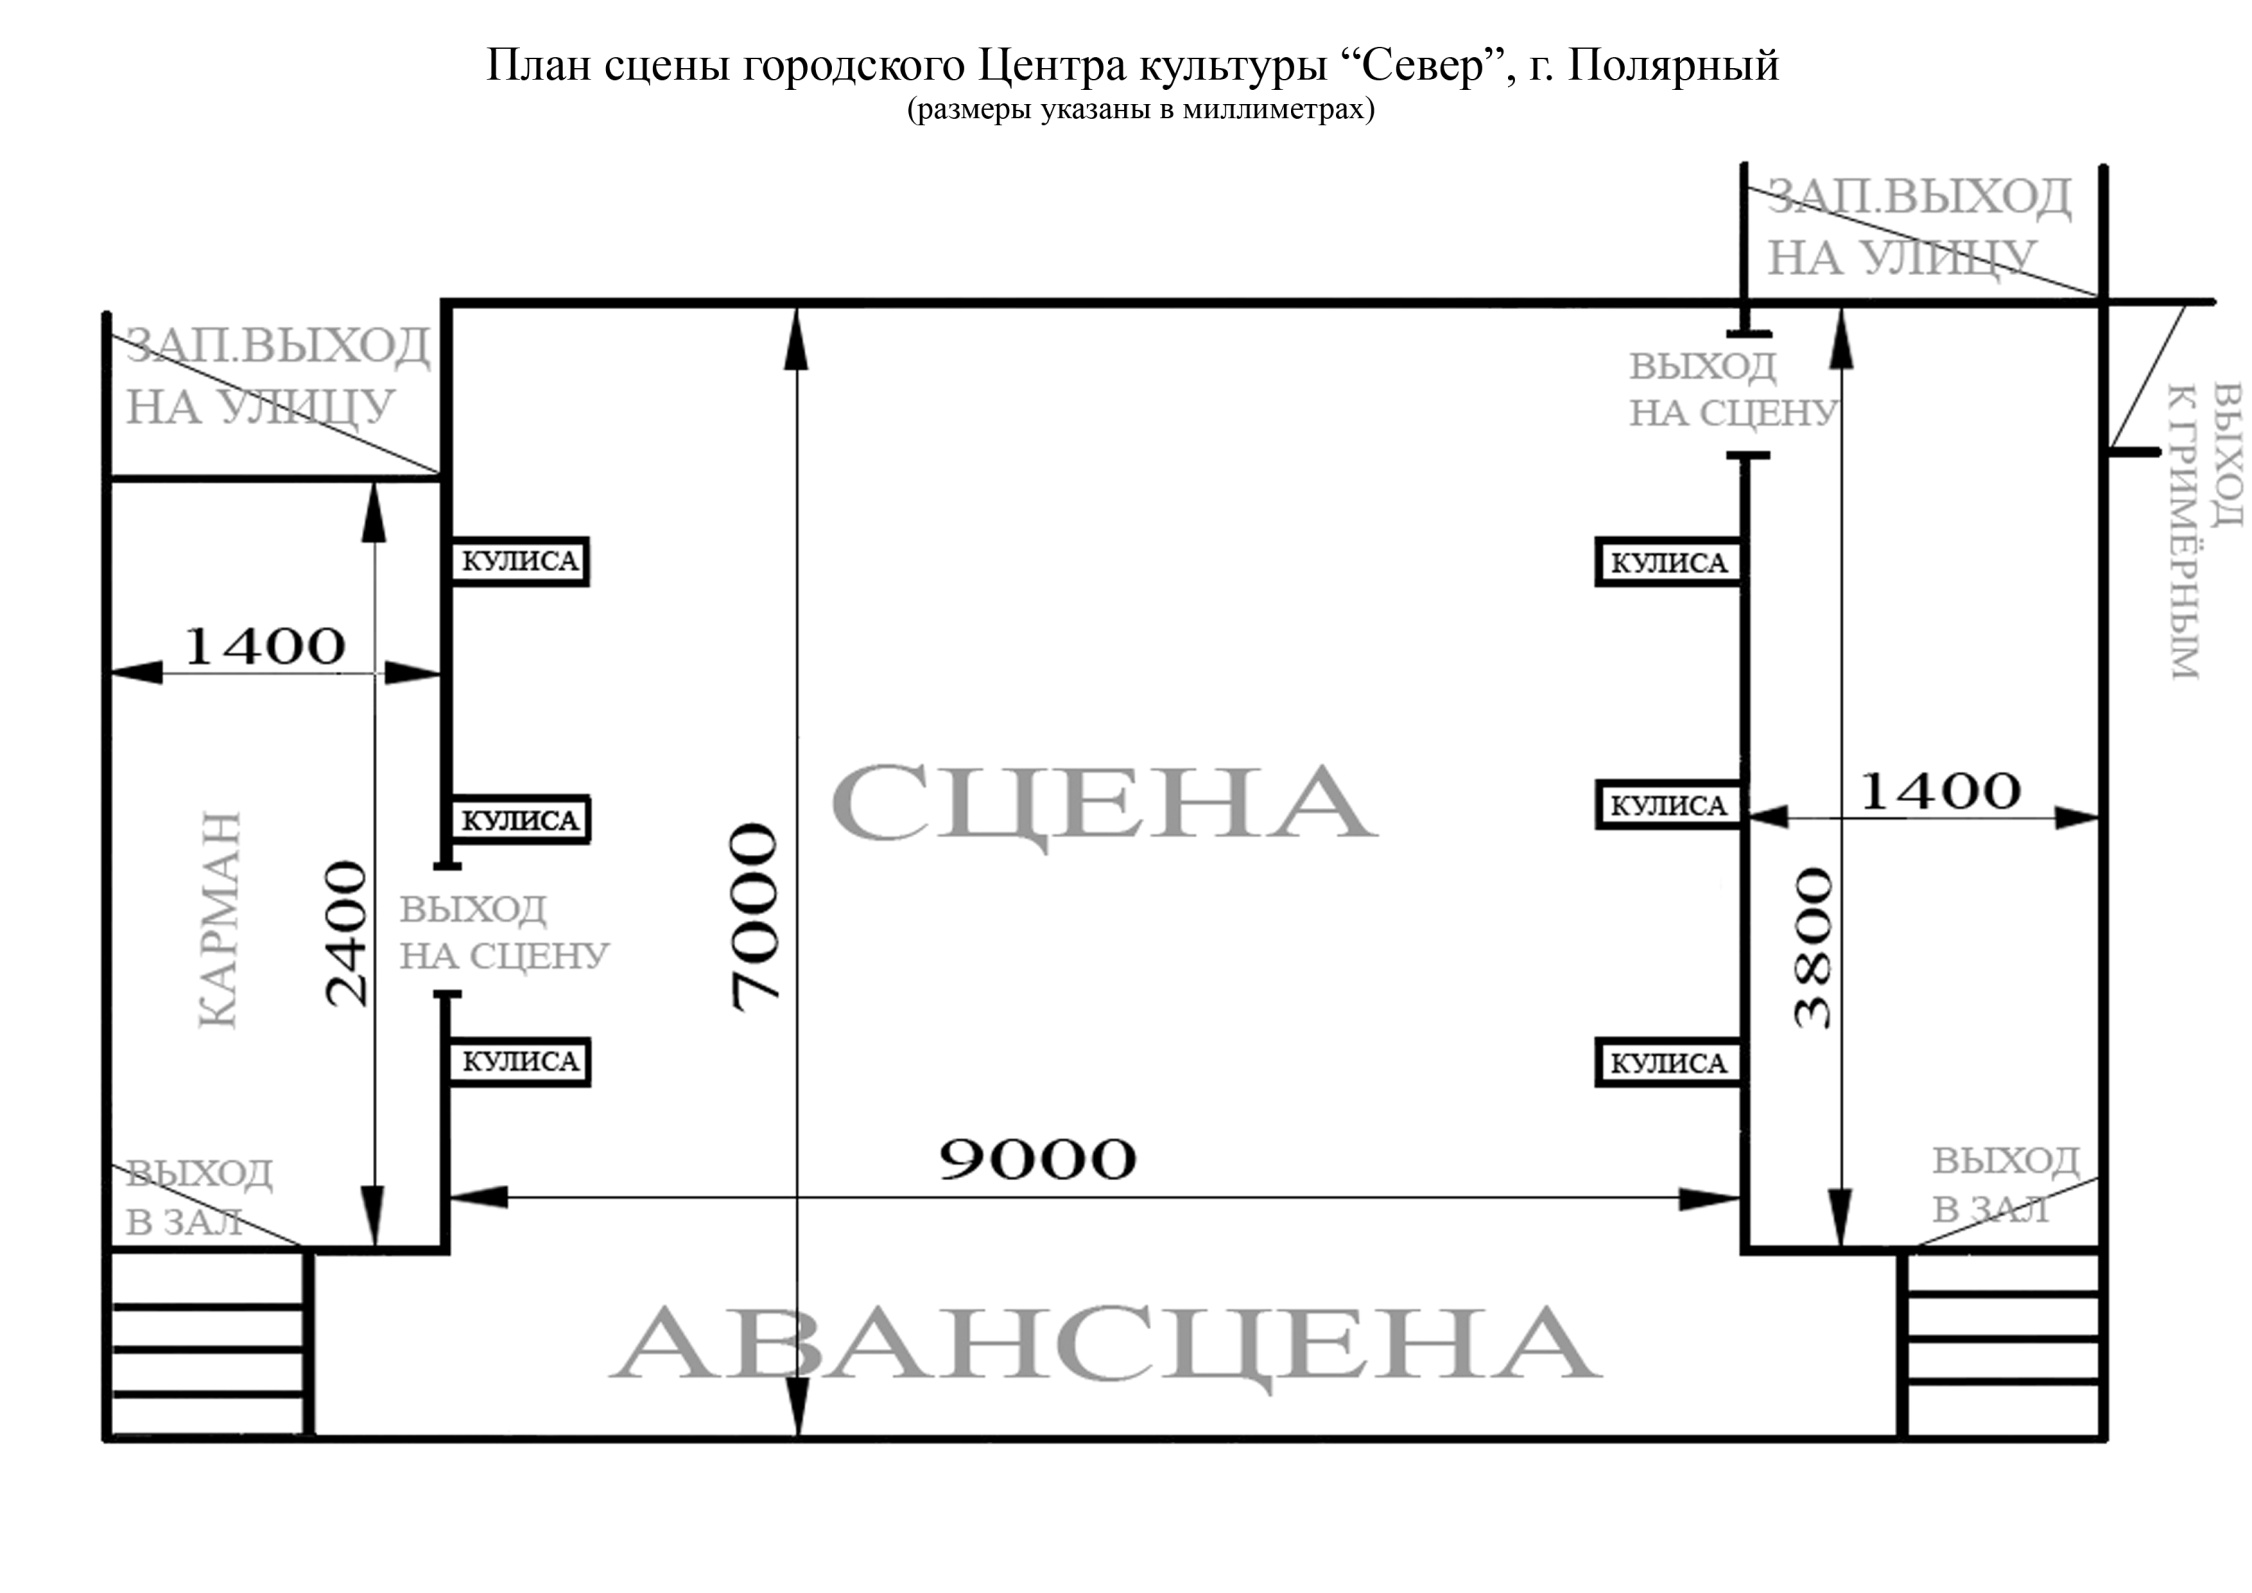 План сцены городского Центра культуры “Север”, г. Полярный
(размеры указаны в миллиметрах)
ЗАП.ВЫХОД
НА УЛИЦУ
ЗАП.ВЫХОД
НА УЛИЦУ
ВЫХОД
НА СЦЕНУ
ВЫХОД
К ГРИМЁРНЫМ
КУЛИСА
КУЛИСА
1400
СЦЕНА
1400
КУЛИСА
КУЛИСА
КАРМАН
2400
ВЫХОД
НА СЦЕНУ
7000
3800
КУЛИСА
КУЛИСА
9000
ВЫХОД
В ЗАЛ
ВЫХОД
В ЗАЛ
АВАНСЦЕНА